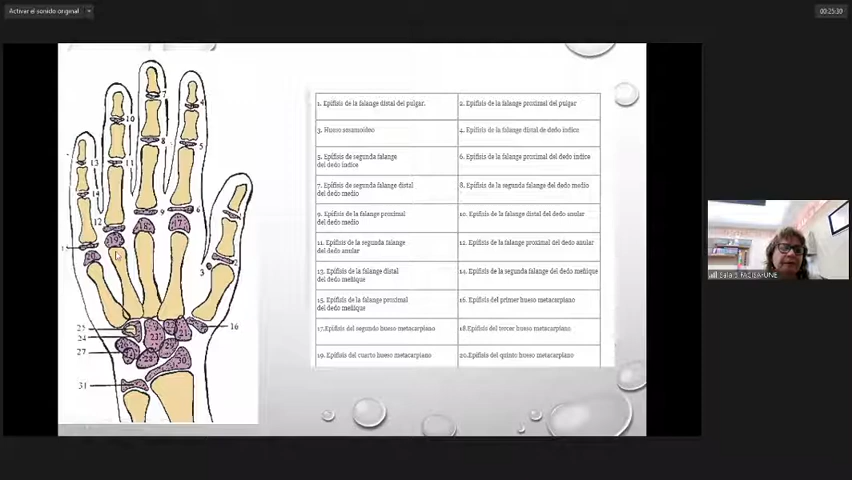 Activar el sonido original
00:25:30
1. Epífisis de la falange distal del pulgar.
2. Epífisis de la falange proximal del pulgar
3. Hueso sesamoideo
4. Epífisis de la falange distal de dedo índice
5. Epífisis de segunda falange
del dedo índice
6. Epífisis de la falange proximal del dedo índice
7. Epífisis de segunda falange distal
del dedo medio
8. Epífisis de la segunda falange del dedo medio
9. Epífisis de la falange proximal
del dedo medio
10. Epífisis de la falange distal del dedo anular
11. Epífisis de la segunda falange
del dedo anular
12. Epífisis de la falange proximal del dedo anular
13. Epífisis de la falange distal
del dedo meñique
14. Epífisis de la segunda falange del dedo meñique
15. Epífisis de la falange proximal
del dedo meñique
16. Epífisis del primer hueso metacarpiano
17.Epífisis del segundo hueso metacarpiano
18.Epífisis del tercer hueso metacarpiano
19. Epífisis del cuarto hueso metacarpiano
20.Epífisis del quinto hueso metacarpiano
7
4
10
8
5
13
11
14
12
9
6
18
17
19
20
2
3
25
16
24
23
21
27
28
29
30
31